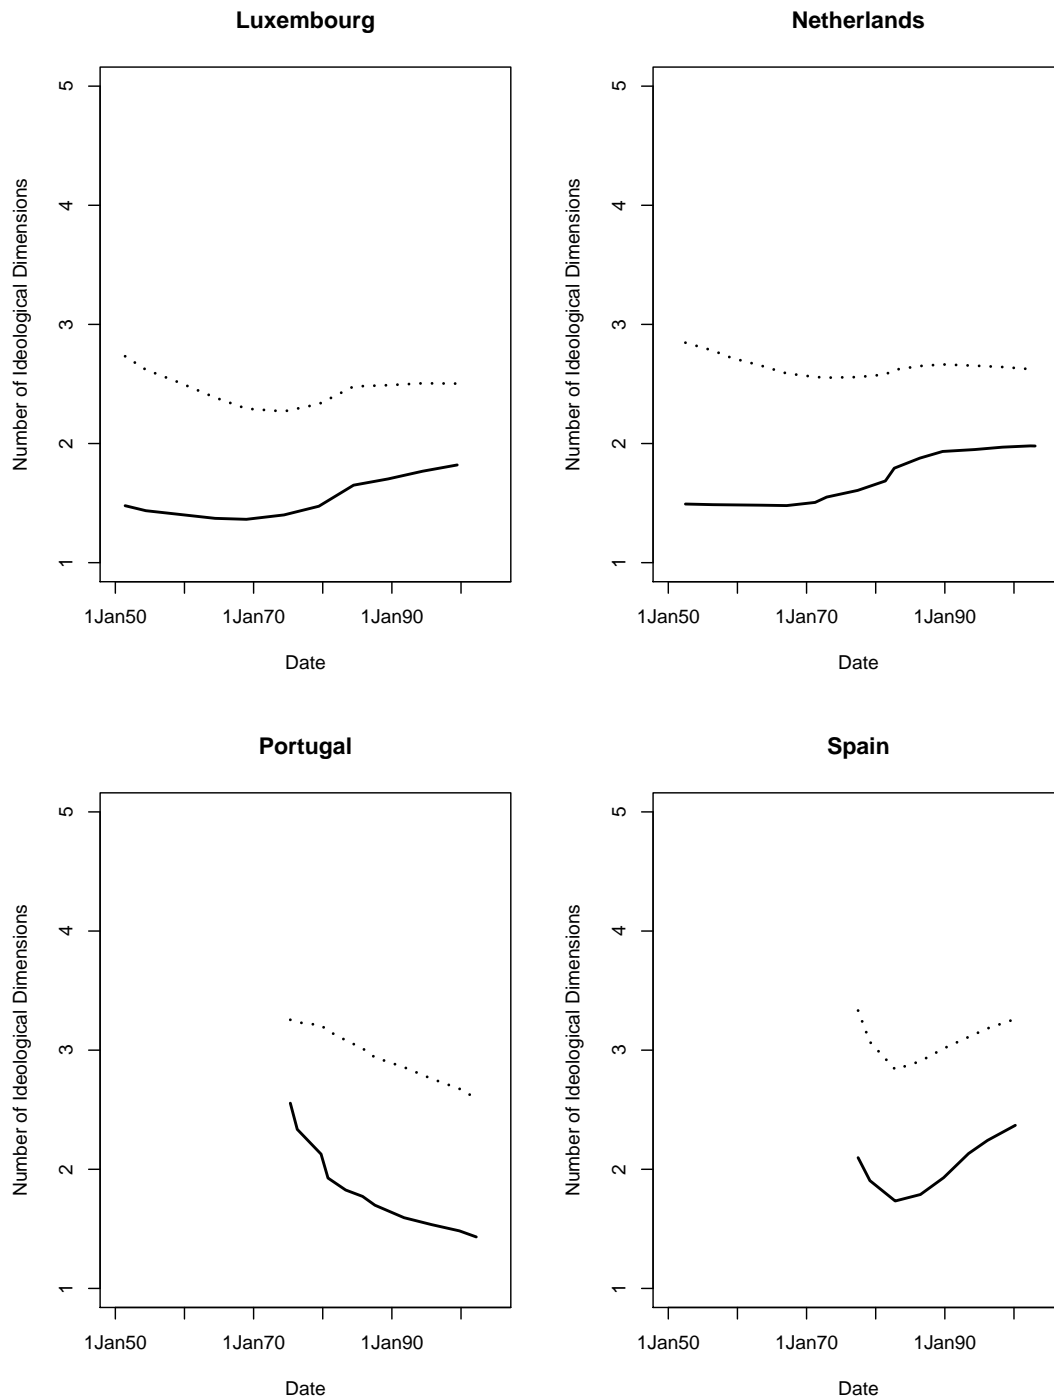 Luxembourg
Number of Ideological Dimensions
5
4
3
2
1
1Jan50 1Jan70 1Jan90
Date
Netherlands
Number of Ideological Dimensions
5
4
3
2
1
1Jan50 1Jan70 1Jan90
Date
Portugal
Number of Ideological Dimensions
5
4
3
2
1
1Jan50 1Jan70 1Jan90
Date
Spain
Number of Ideological Dimensions
5
4
3
2
1
1Jan50 1Jan70 1Jan90
Date